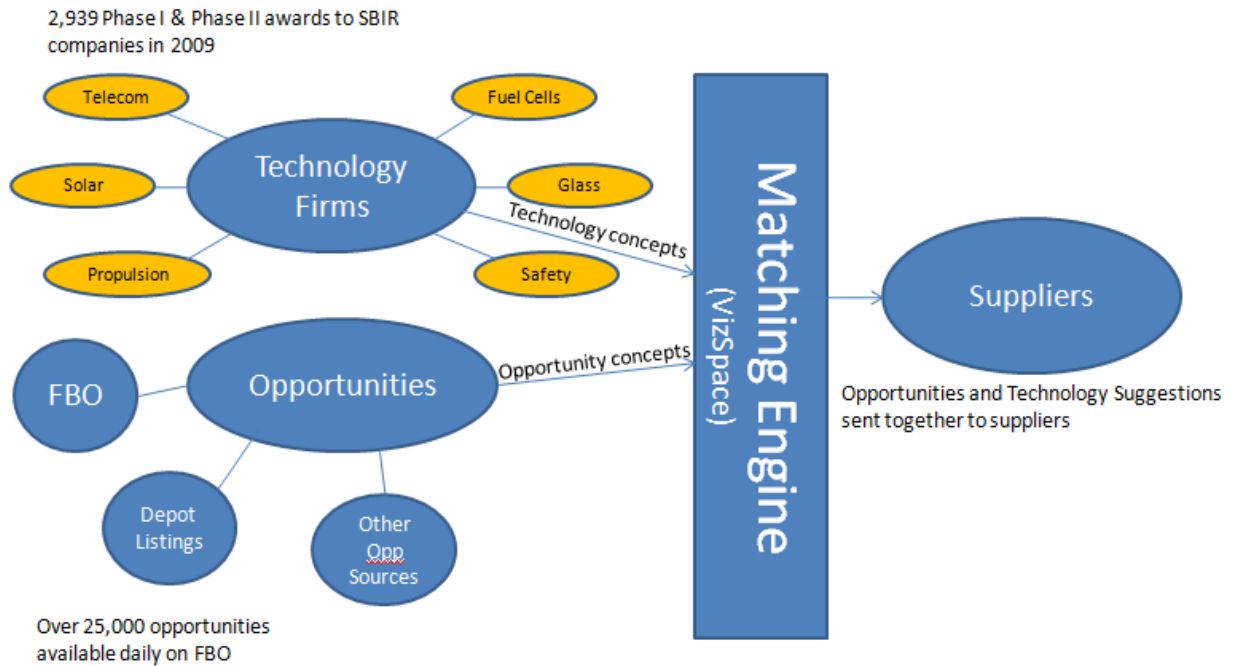 2,939 Phase I & Phase II awards to SBIR
companies in 2009
Telecom
Fuel Cells
Technology
Firms
Solar
Glass
Propulsion
Safety
Technology concepts
Opportunities
FBO
Depot
Listings
Other
Opp
Sources
Opportunity concepts
Over 25,000 opportunities
available daily on FBO
Matching Engine
(VizSpace)
Suppliers
Opportunities and Technology Suggestions
sent together to suppliers